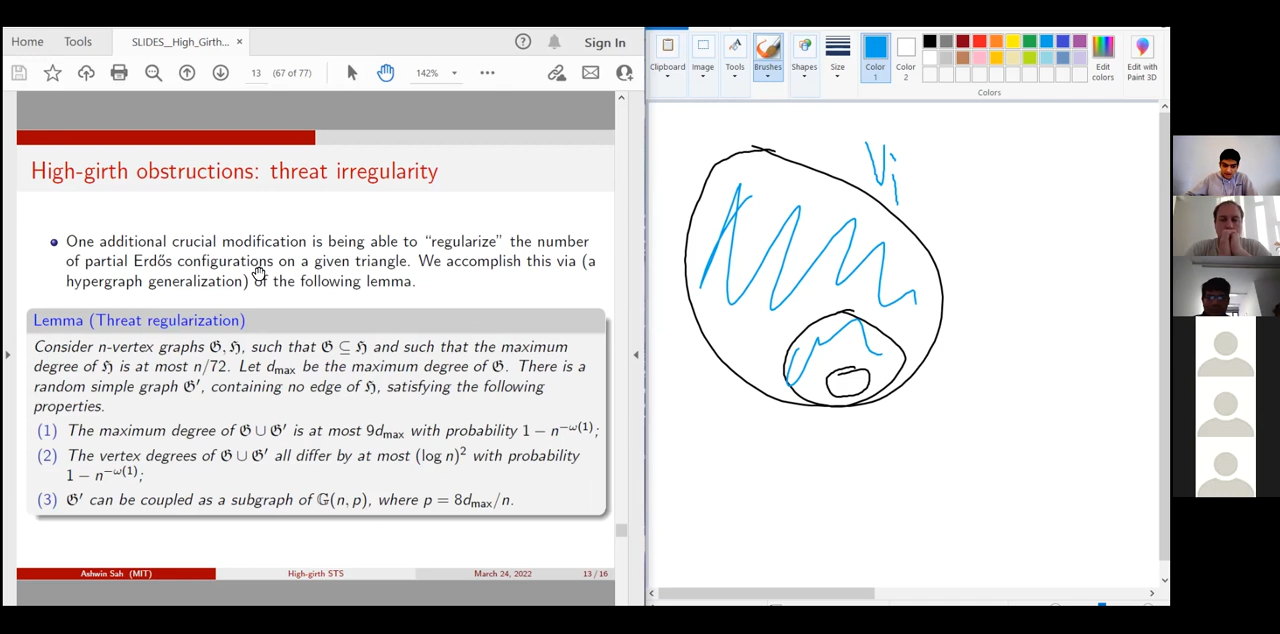 Home
Tools
SLIDES__High_Girth... ×
Sign In
13
(67 of 77)
142%
High-girth obstructions: threat irregularity
One additional crucial modification is being able to “regularize” the number
of partial Erdős configurations on a given triangle. We accomplish this via (a
hypergraph generalization) of the following lemma.
Lemma (Threat regularization)
Consider n-vertex graphs 𝔊, ℌ, such that 𝔊 ⊆ ℌ and such that the maximum
degree of ℌ is at most n/72. Let d_max be the maximum degree of 𝔊. There is a
random simple graph 𝔊′, containing no edge of ℌ, satisfying the following
properties.
(1) The maximum degree of 𝔊 ∪ 𝔊′ is at most 9d_max with probability 1 − n^{−ω(1)};
(2) The vertex degrees of 𝔊 ∪ 𝔊′ all differ by at most (log n)² with probability
1 − n^{−ω(1)};
(3) 𝔊′ can be coupled as a subgraph of 𝔾(n, p), where p = 8d_max/n.
Ashwin Sah (MIT)
High-girth STS
March 24, 2022
13 / 16
Clipboard
Image
Tools
Brushes
Shapes
Size
Color
1
Color
2
Edit
colors
Edit with
Paint 3D
Colors
Vi